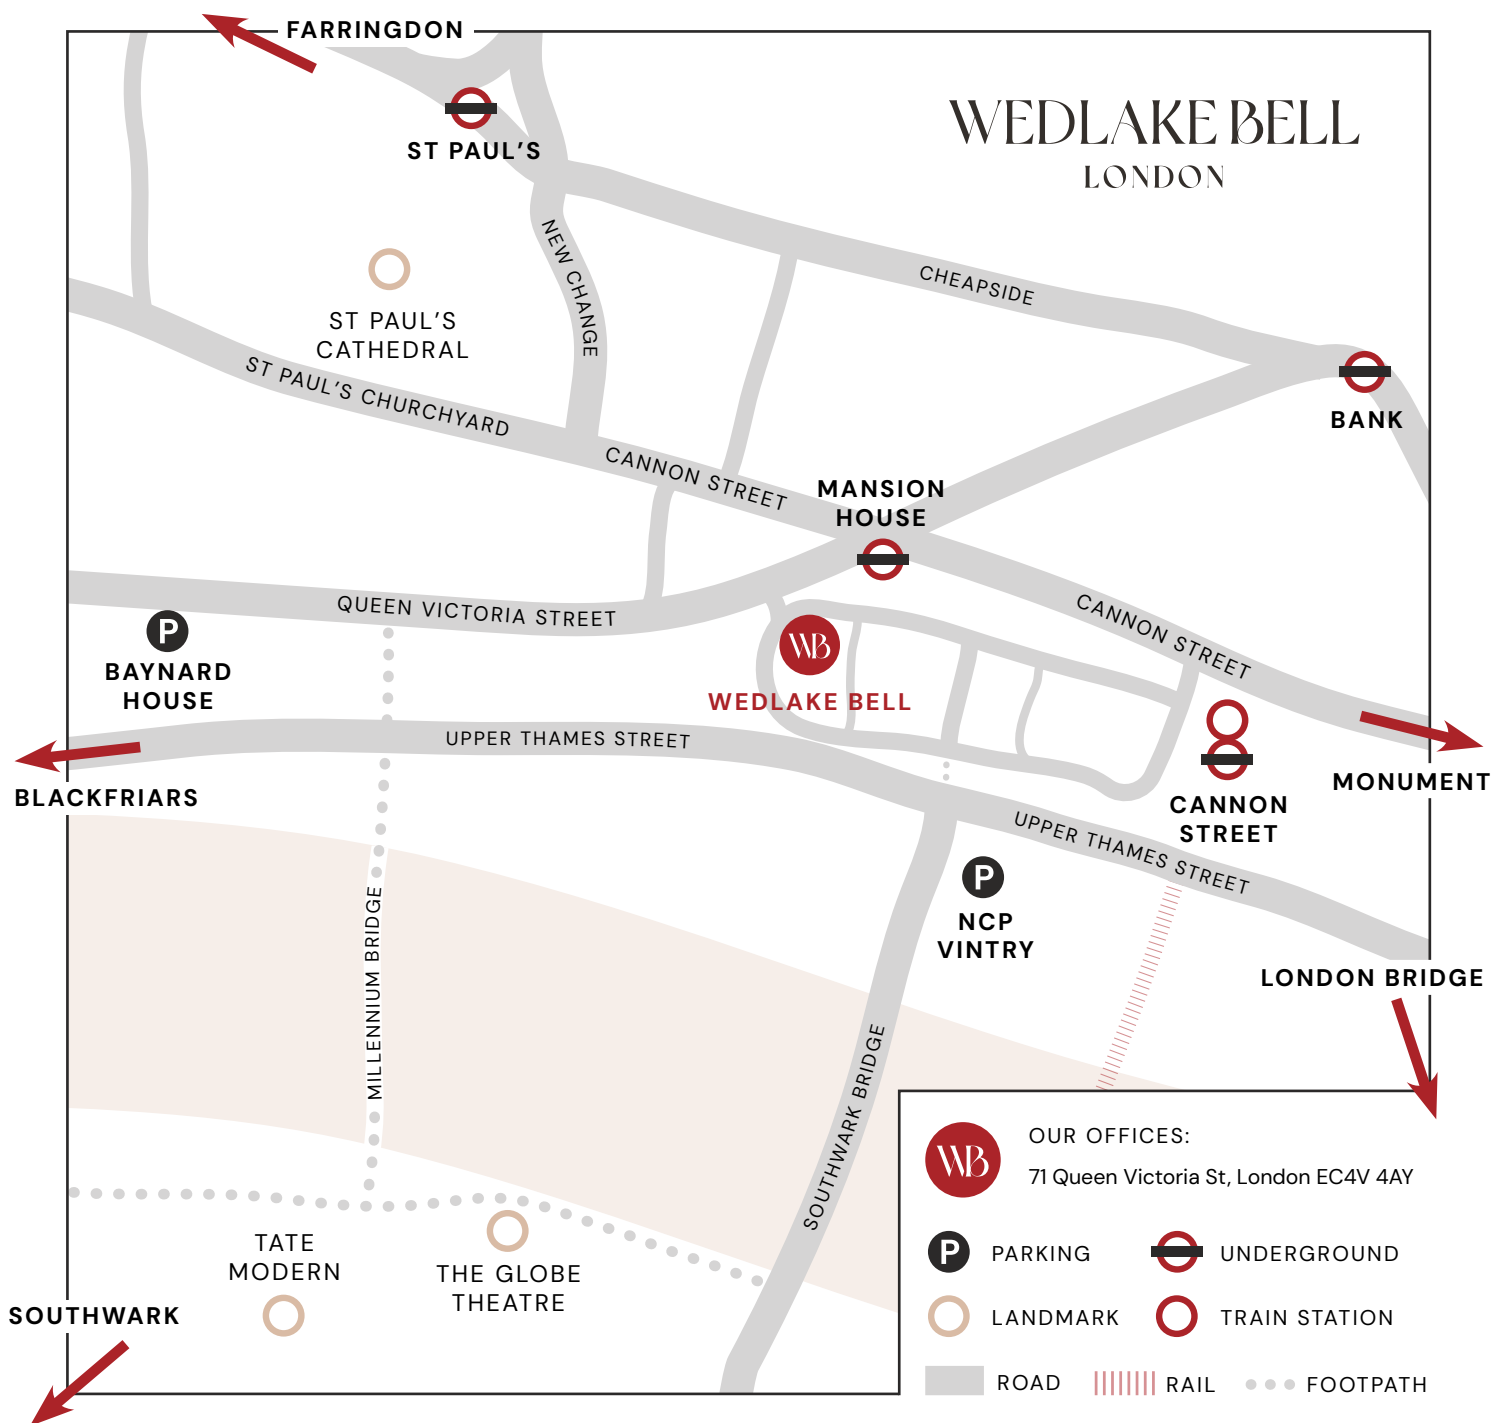 FARRINGDON
WEDLAKE BELL
LONDON
ST PAUL’S
NEW CHANGE
CHEAPSIDE
ST PAUL’S
CATHEDRAL
ST PAUL’S CHURCHYARD
BANK
CANNON STREET
MANSION
HOUSE
QUEEN VICTORIA STREET
CANNON STREET
P
BAYNARD
HOUSE
WB
WEDLAKE BELL
UPPER THAMES STREET
BLACKFRIARS
MONUMENT
CANNON
STREET
UPPER THAMES STREET
P
NCP
VINTRY
MILLENNIUM BRIDGE
LONDON BRIDGE
SOUTHWARK BRIDGE
TATE
MODERN
THE GLOBE
THEATRE
SOUTHWARK
WB
OUR OFFICES:
71 Queen Victoria St, London EC4V 4AY
P PARKING
UNDERGROUND
LANDMARK
TRAIN STATION
ROAD
RAIL
FOOTPATH